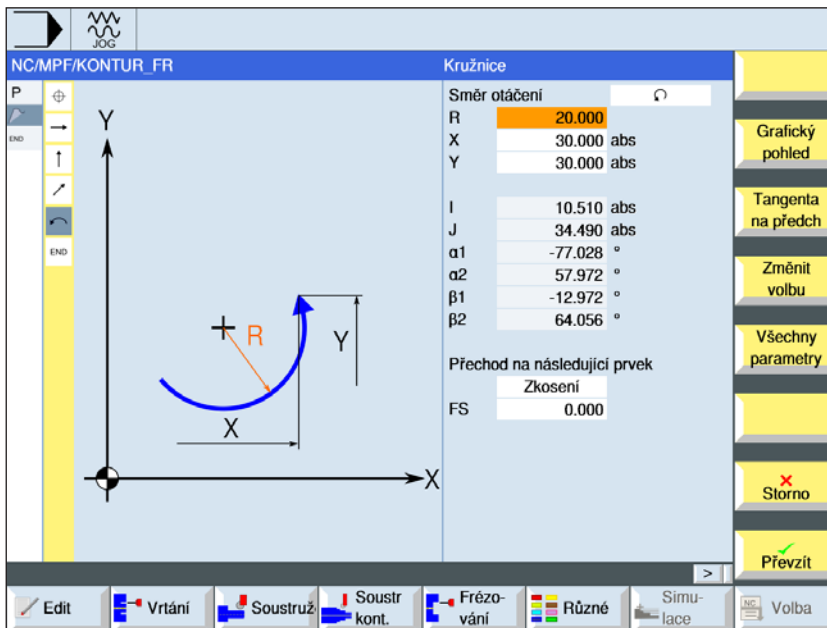 JOG
NC/MPF/KONTUR_FR
Kružnice
P
END
END
Y
R
Y
X
X
Směr otáčení
R 20.000
X 30.000 abs
Y 30.000 abs
I 10.510 abs
J 34.490 abs
α1 -77.028 °
α2 57.972 °
β1 -12.972 °
β2 64.056 °
Přechod na následující prvek
Zkosení
FS 0.000
Grafický
pohled
Tangenta
na předch
Změnit
volbu
Všechny
parametry
Storno
Převzít
>
Edit
Vrtání
Soustruž
Soustr
kont.
Frézo-
vání
Různé
Simu-
lace
NC
Volba